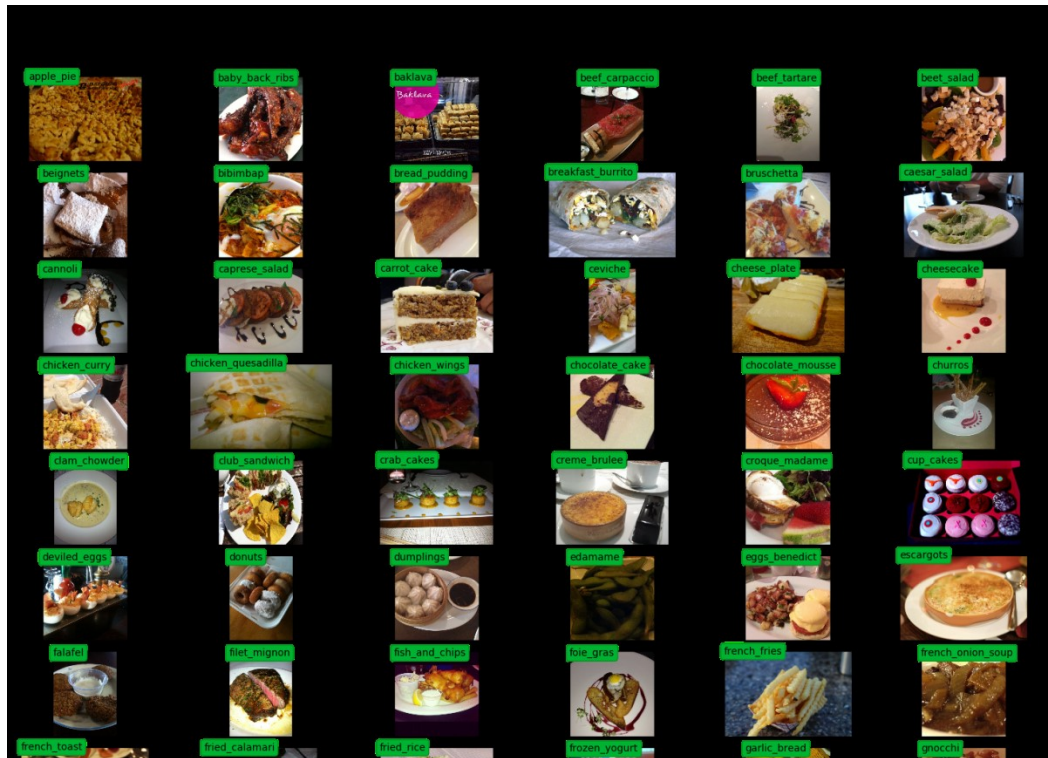 apple_pie
baby_back_ribs
baklava
beef_carpaccio
beef_tartare
beet_salad
Baklava
beignets
bibimbap
bread_pudding
breakfast_burrito
bruschetta
caesar_salad
cannoli
caprese_salad
carrot_cake
ceviche
cheese_plate
cheesecake
chicken_curry
chicken_quesadilla
chicken_wings
chocolate_cake
chocolate_mousse
churros
clam_chowder
club_sandwich
crab_cakes
creme_brulee
croque_madame
cup_cakes
deviled_eggs
donuts
dumplings
edamame
eggs_benedict
escargots
falafel
filet_mignon
fish_and_chips
foie_gras
french_fries
french_onion_soup
french_toast
fried_calamari
fried_rice
frozen_yogurt
garlic_bread
gnocchi